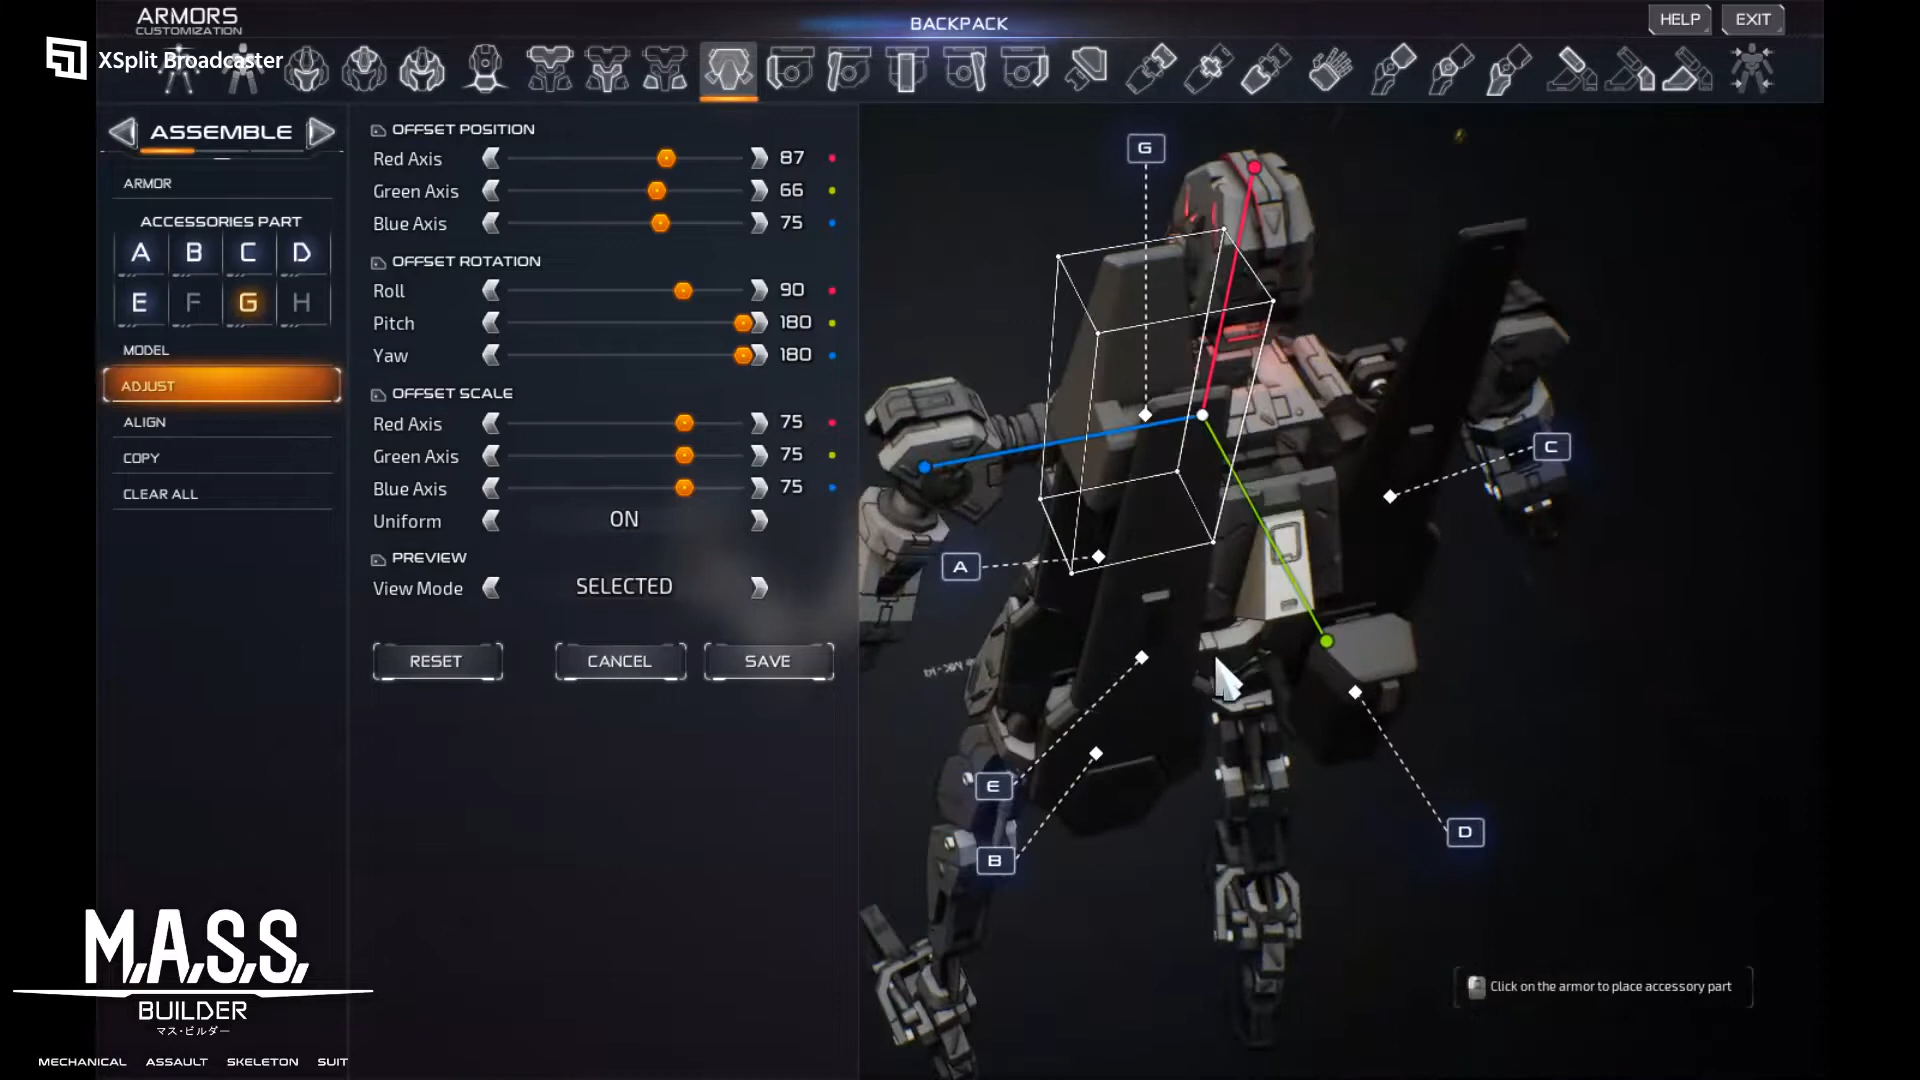 ARMORS
CUSTOMIZATION
BACKPACK
HELP
EXIT
XSplit Broadcaster
ASSEMBLE
ARMOR
ACCESSORIES PART
A B C D
E F G H
MODEL
ADJUST
ALIGN
COPY
CLEAR ALL
OFFSET POSITION
Red Axis 87
Green Axis 66
Blue Axis 75
OFFSET ROTATION
Roll 90
Pitch 180
Yaw 180
OFFSET SCALE
Red Axis 75
Green Axis 75
Blue Axis 75
Uniform ON
PREVIEW
View Mode SELECTED
RESET
CANCEL
SAVE
G
C
A
E
B
D
Click on the armor to place accessory part
M.A.S.S.
BUILDER
マス・ビルダー
MECHANICAL ASSAULT SKELETON SUIT